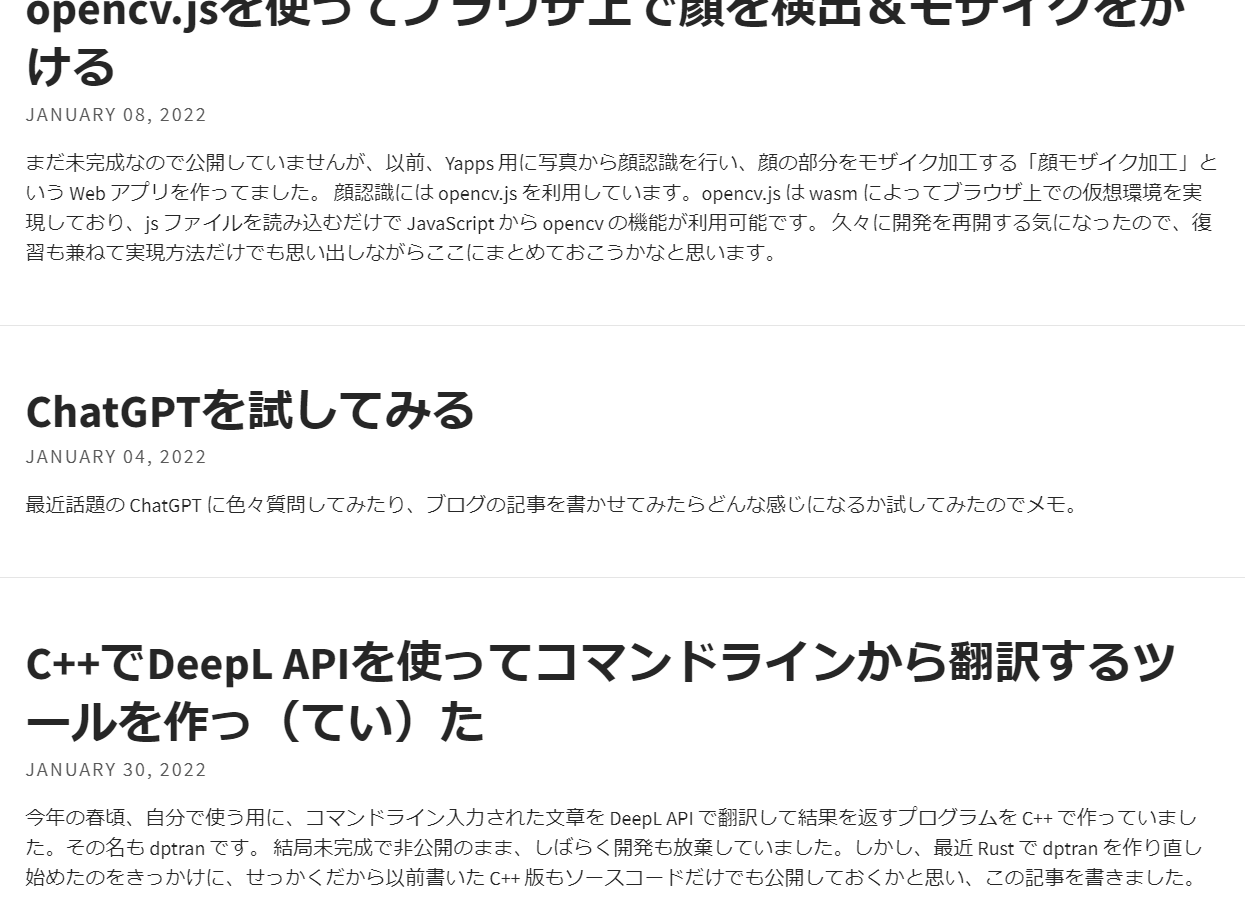 opencv.jsを使ってブラウザ上で顔を検出＆モザイクをか
ける
JANUARY 08, 2022
まだ未完成なので公開していませんが、以前、Yapps 用に写真から顔認識を行い、顔の部分をモザイク加工する「顔モザイク加工」と
いう Web アプリを作ってました。 顔認識には opencv.js を利用しています。opencv.js は wasm によってブラウザ上での仮想環境を実
現しており、js ファイルを読み込むだけで JavaScript から opencv の機能が利用可能です。 久々に開発を再開する気になったので、復
習も兼ねて実現方法だけでも思い出しながらここにまとめておこうかなと思います。
ChatGPTを試してみる
JANUARY 04, 2022
最近話題の ChatGPT に色々質問してみたり、ブログの記事を書かせてみたらどんな感じになるか試してみたのでメモ。
C++でDeepL APIを使ってコマンドラインから翻訳するツ
ールを作っ（てい）た
JANUARY 30, 2022
今年の春頃、自分で使う用に、コマンドライン入力された文章を DeepL API で翻訳して結果を返すプログラムを C++ で作っていまし
た。その名も dptran です。 結局未完成で非公開のまま、しばらく開発も放棄していました。しかし、最近 Rust で dptran を作り直し
始めたのをきっかけに、せっかくだから以前書いた C++ 版もソースコードだけでも公開しておくかと思い、この記事を書きました。